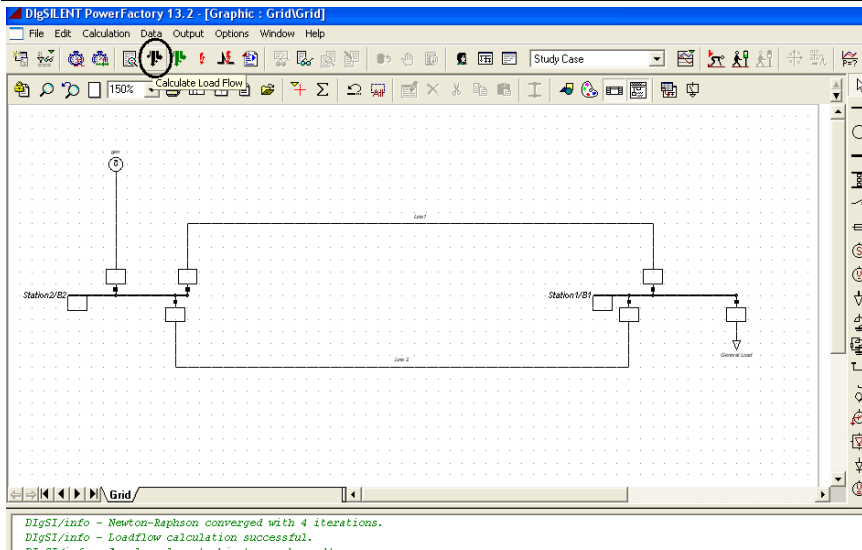 DIgSILENT PowerFactory 13.2 - [Graphic : Grid\Grid]
File Edit Calculation Data Output Options Window Help
Study Case
150%
Calculate Load Flow
Line1
Station2/B2
Station1/B1
Line 2
General Load
Grid
DIgSI/info - Newton-Raphson converged with 4 iterations.
DIgSI/info - Loadflow calculation successful.